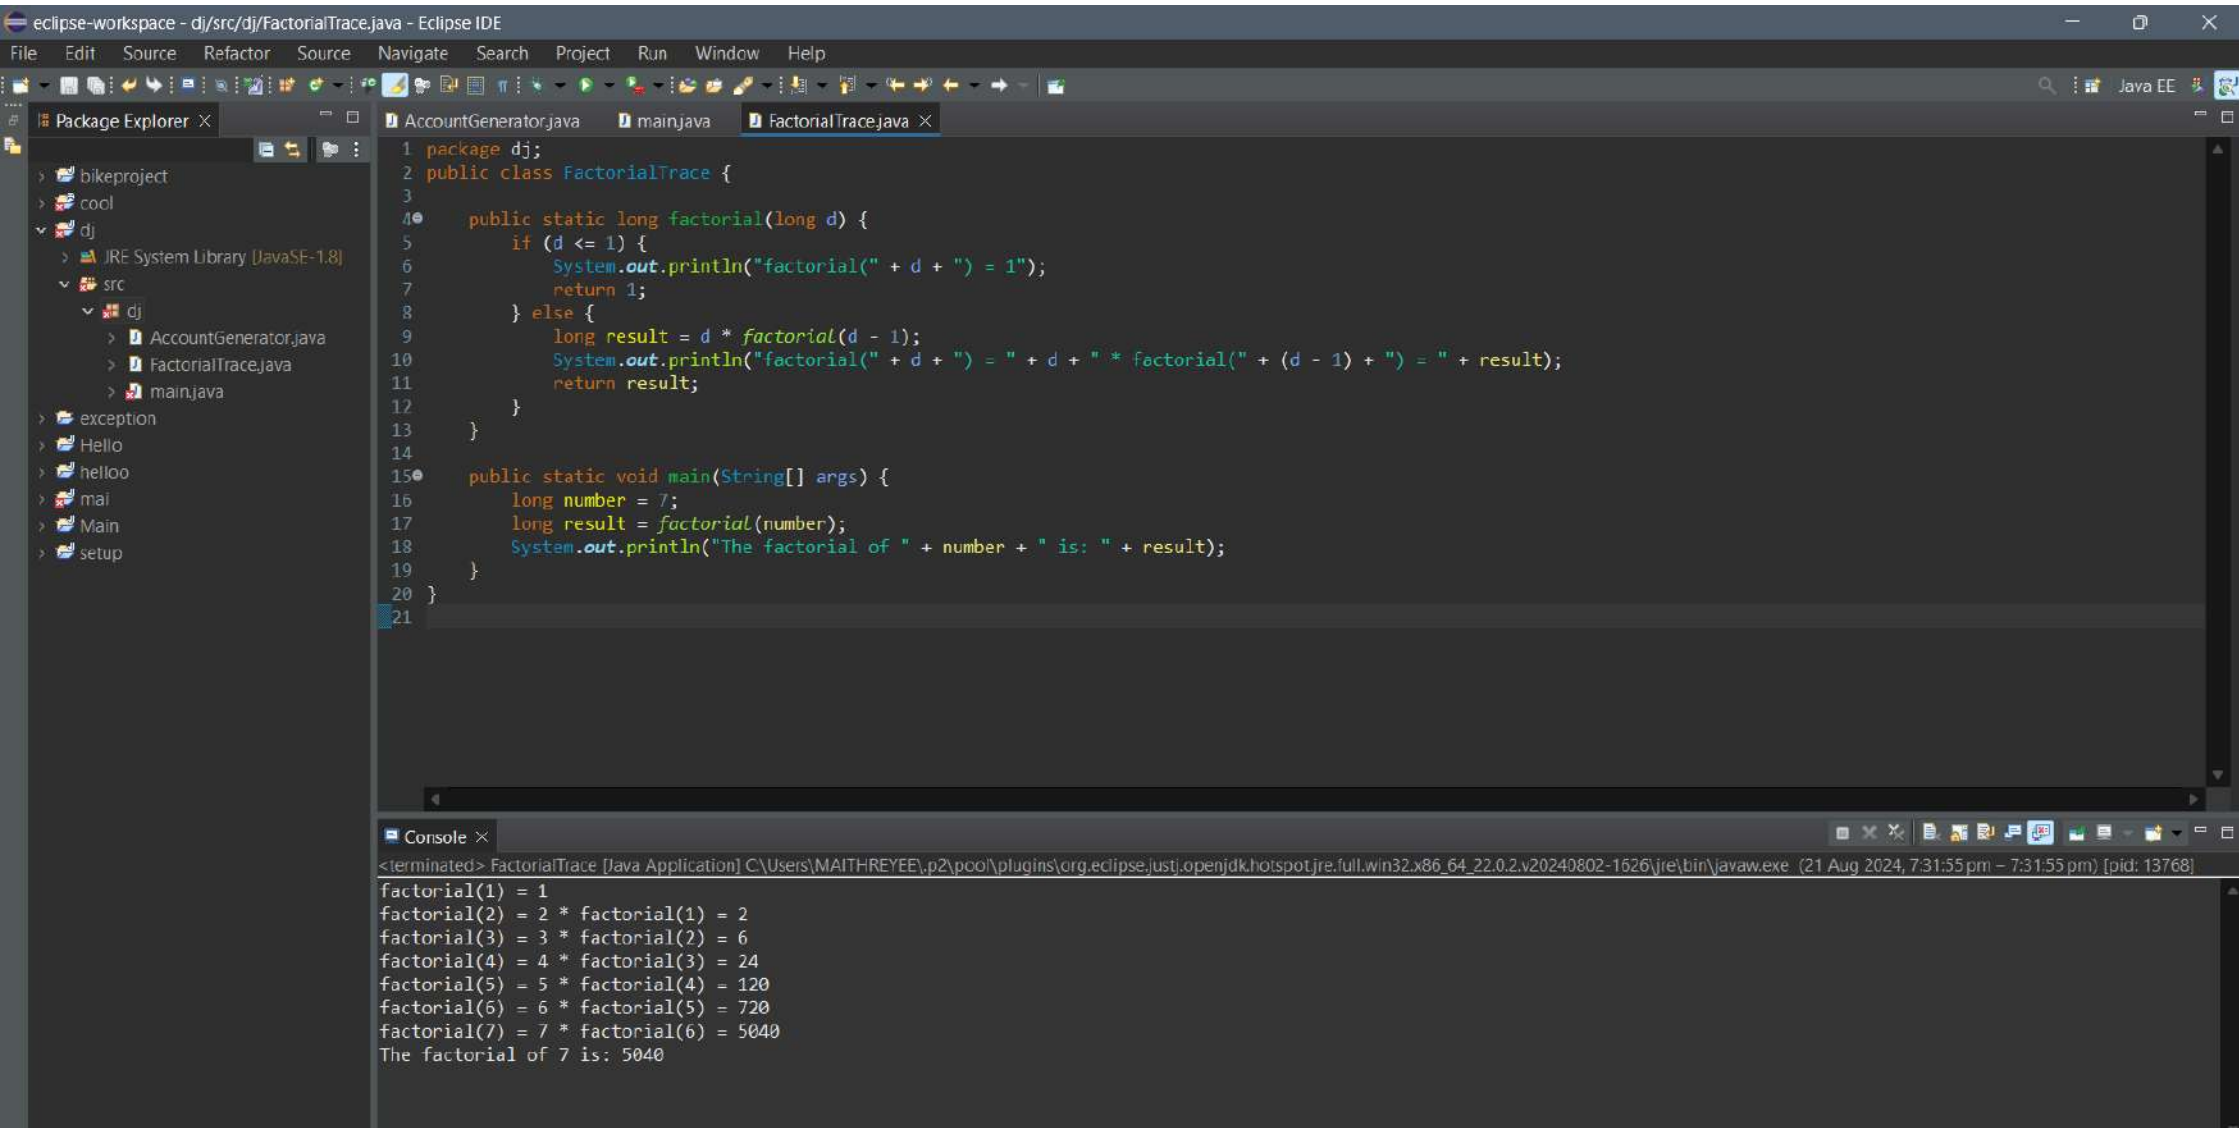 eclipse-workspace - dj/src/dj/FactorialTrace.java - Eclipse IDE
File Edit Source Refactor Source Navigate Search Project Run Window Help
Java EE
Package Explorer
AccountGenerator.java main.java FactorialTrace.java
bikeproject
cool
dj
JRE System Library [JavaSE-1.8]
src
dj
AccountGenerator.java
FactorialTrace.java
main.java
exception
Hello
helloo
mai
Main
setup
1 package dj;
2 public class FactorialTrace {
3
4 public static long factorial(long d) {
5 if (d <= 1) {
6 System.out.println("factorial(" + d + ") = 1");
7 return 1;
8 } else {
9 long result = d * factorial(d - 1);
10 System.out.println("factorial(" + d + ") = " + d + " * factorial(" + (d - 1) + ") = " + result);
11 return result;
12 }
13 }
14
15 public static void main(String[] args) {
16 long number = 7;
17 long result = factorial(number);
18 System.out.println("The factorial of " + number + " is: " + result);
19 }
20 }
21
Console
<terminated> FactorialTrace [Java Application] C:\Users\MAITHREYEE\.p2\pool\plugins\org.eclipse.justj.openjdk.hotspot.jre.full.win32.x86_64_22.0.2.v20240802-1626\jre\bin\javaw.exe (21 Aug 2024, 7:31:55 pm – 7:31:55 pm) [pid: 13768]
factorial(1) = 1
factorial(2) = 2 * factorial(1) = 2
factorial(3) = 3 * factorial(2) = 6
factorial(4) = 4 * factorial(3) = 24
factorial(5) = 5 * factorial(4) = 120
factorial(6) = 6 * factorial(5) = 720
factorial(7) = 7 * factorial(6) = 5040
The factorial of 7 is: 5040